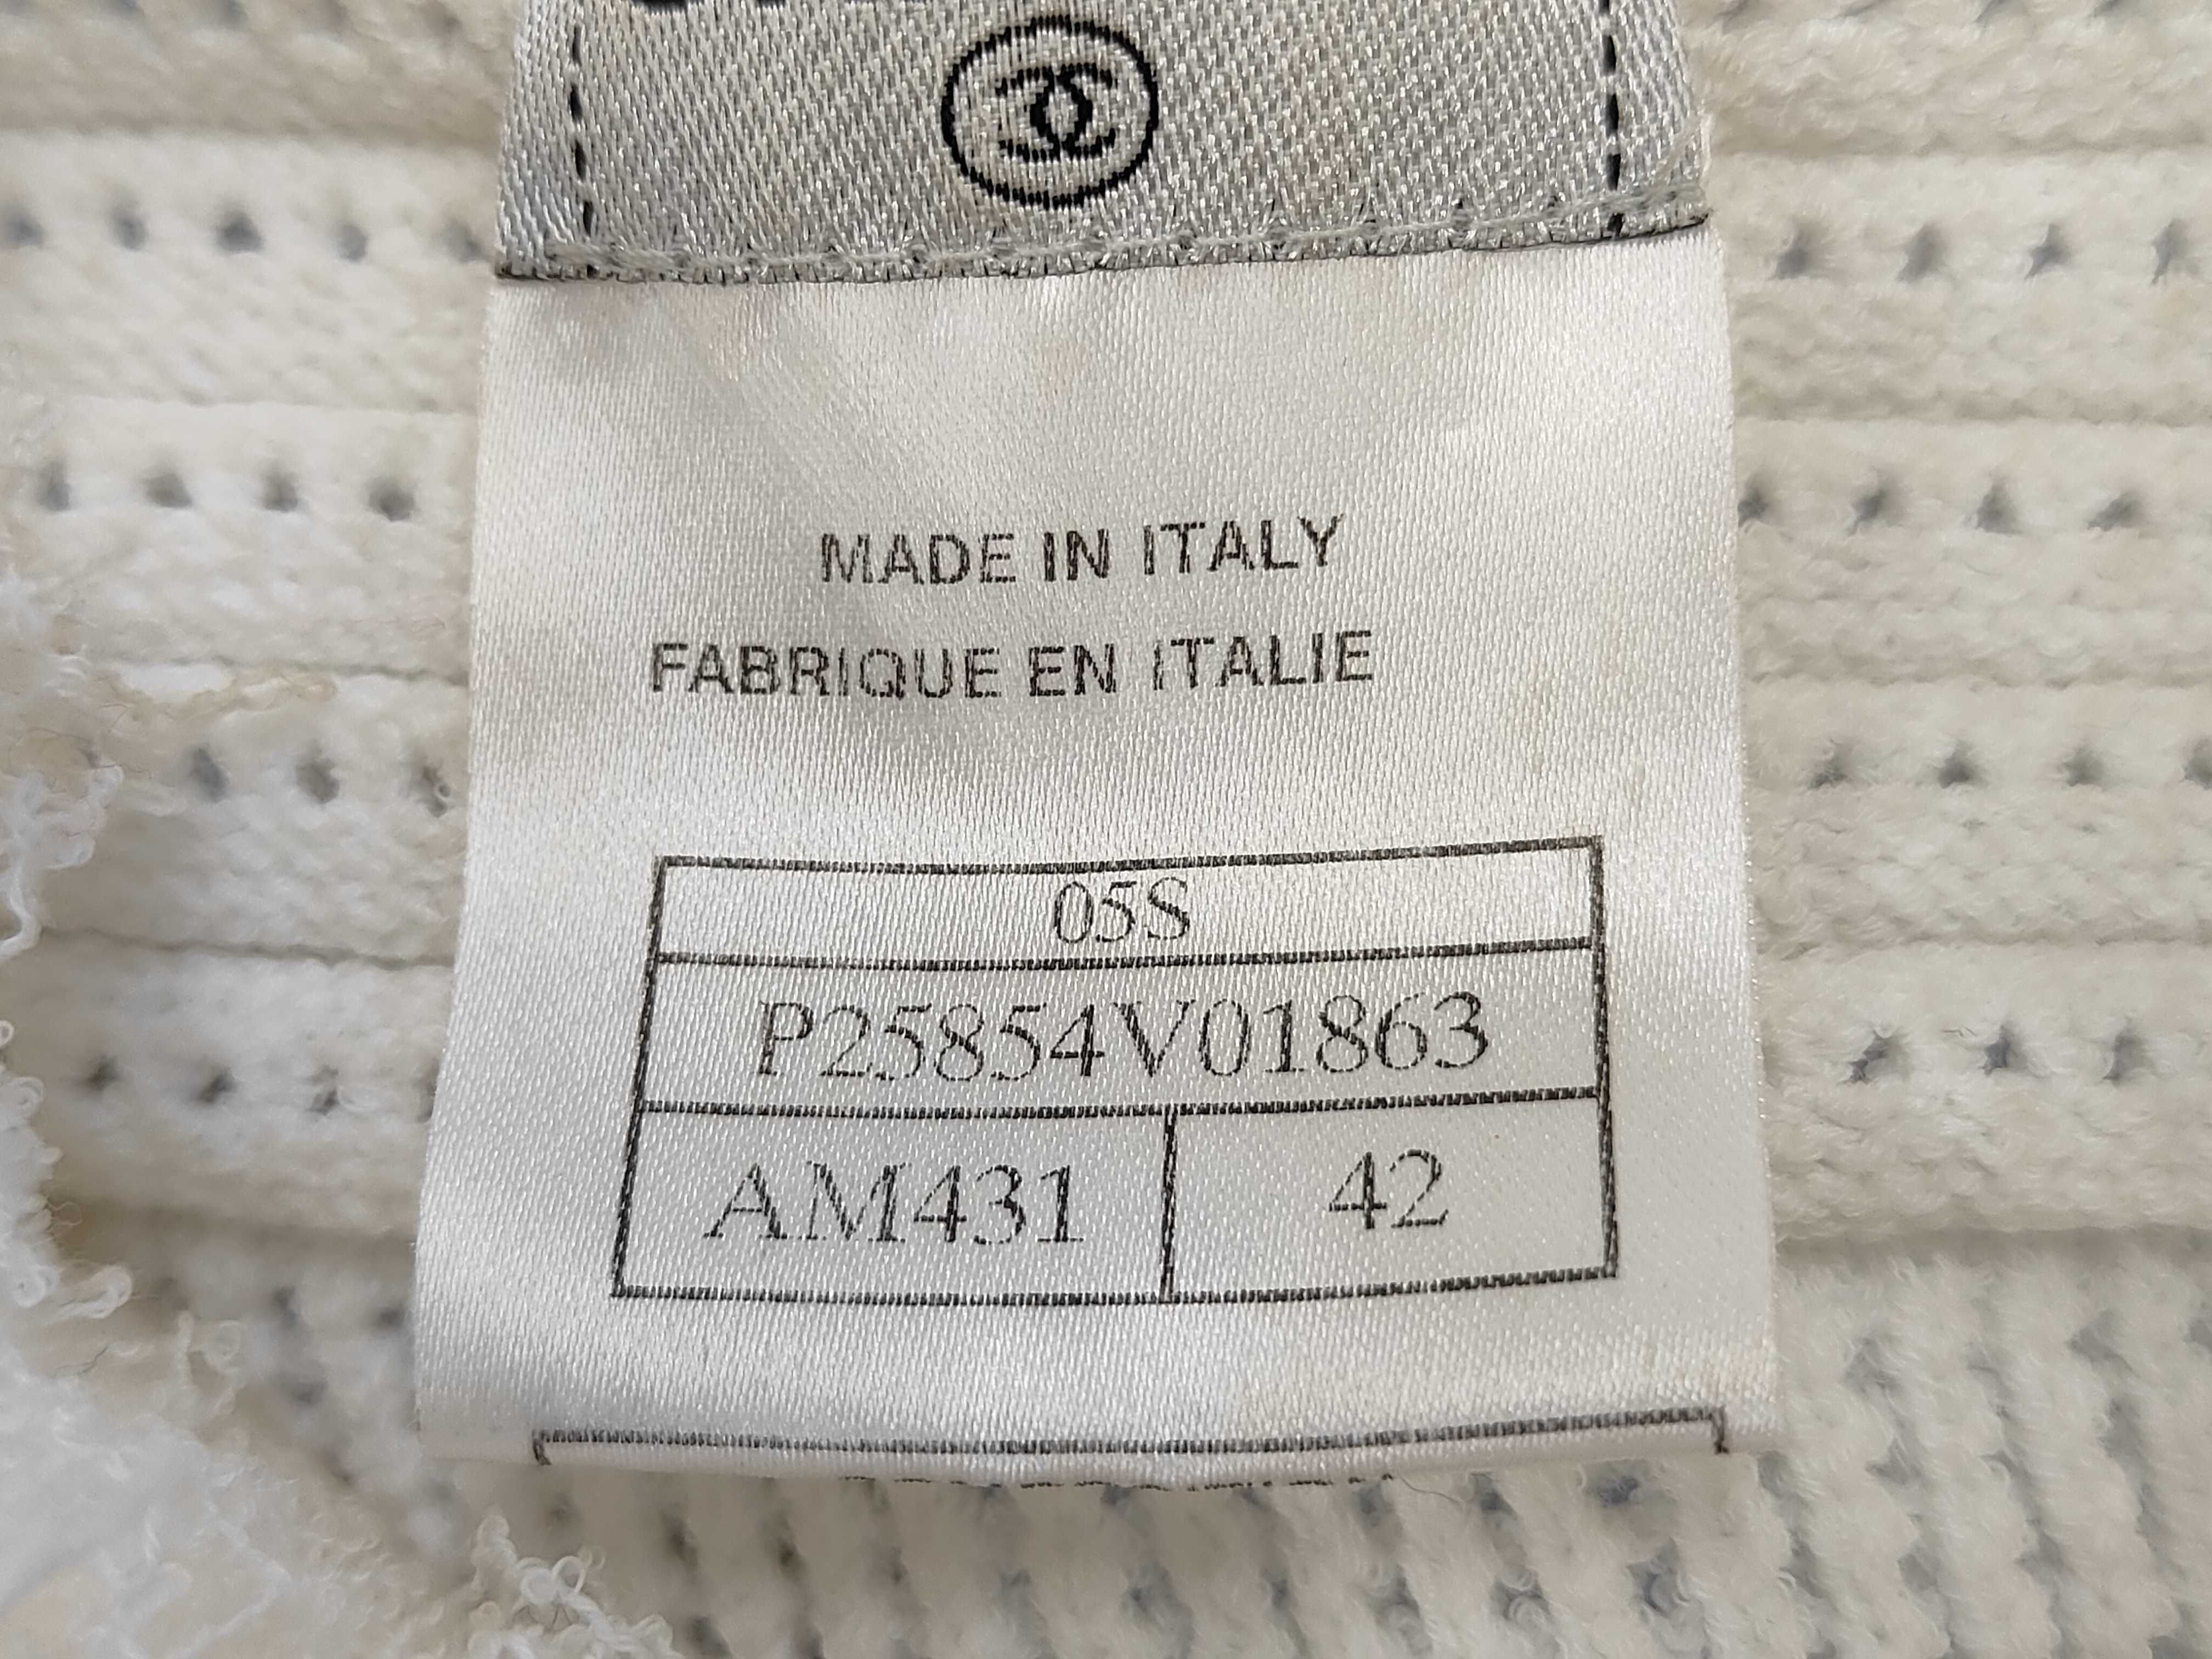 MADE IN ITALY
FABRIQUE EN ITALIE
05S
P25854V01863
AM431 42